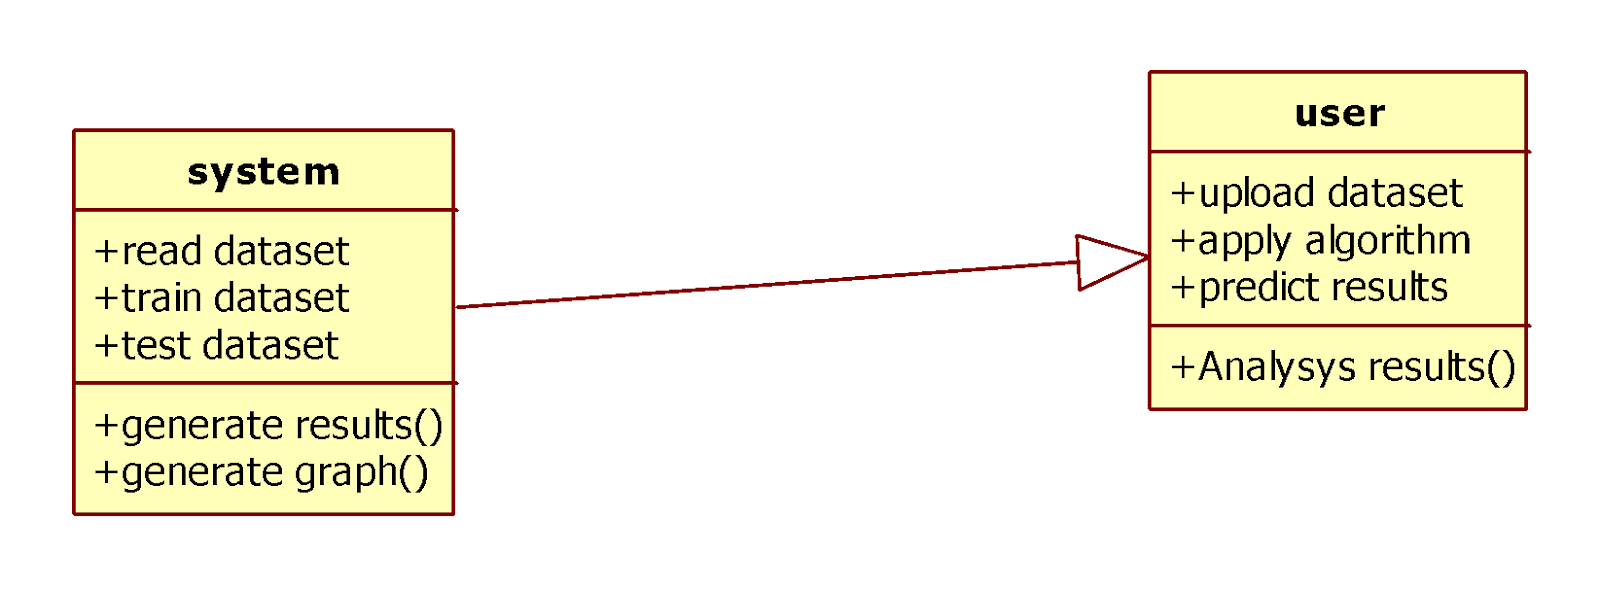 system
+read dataset
+train dataset
+test dataset
+generate results()
+generate graph()
user
+upload dataset
+apply algorithm
+predict results
+Analysys results()